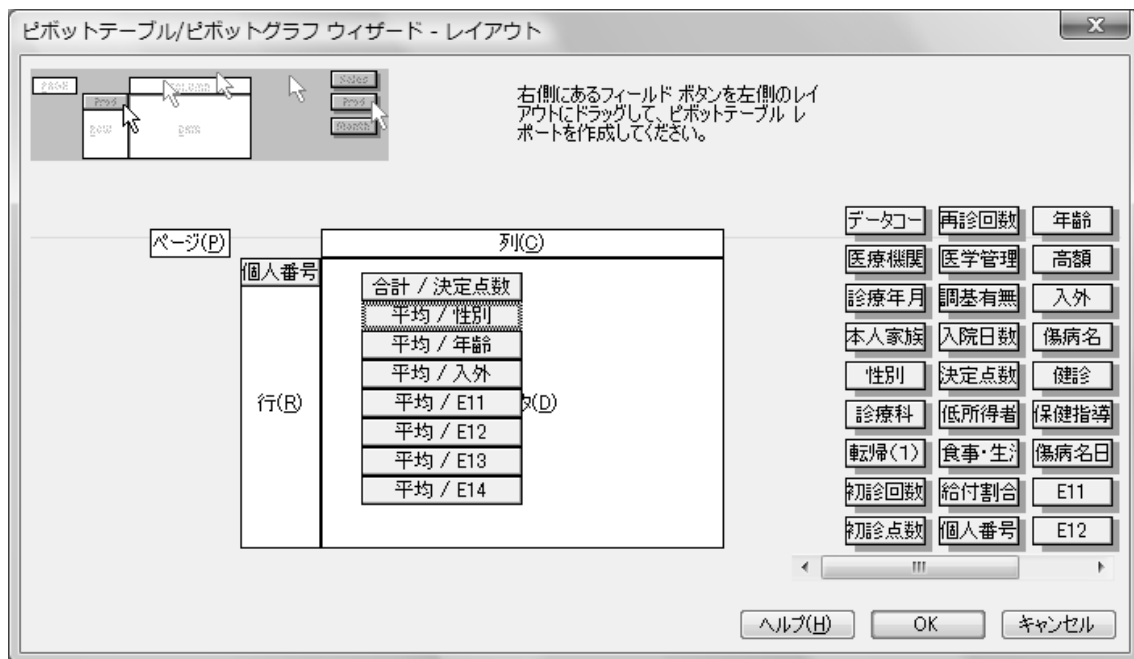 ピボットテーブル/ピボットグラフ ウィザード - レイアウト
PAGE
COLUMN
Prod
ROW
DATA
Sales
Prod
Month
右側にあるフィールド ボタンを左側のレイ
アウトにドラッグして、ピボットテーブル レ
ポートを作成してください。
ページ(P)
列(C)
個人番号
行(R)
合計 / 決定点数
平均 / 性別
平均 / 年齢
平均 / 入外
平均 / E11
タ(D)
平均 / E12
平均 / E13
平均 / E14
データコー 再診回数 年齢
医療機関 医学管理 高額
診療年月 調基有無 入外
本人家族 入院日数 傷病名
性別 決定点数 健診
診療科 低所得者 保健指導
転帰(1) 食事・生 傷病名日
初診回数 給付割合 E11
初診点数 個人番号 E12
ヘルプ(H) OK キャンセル